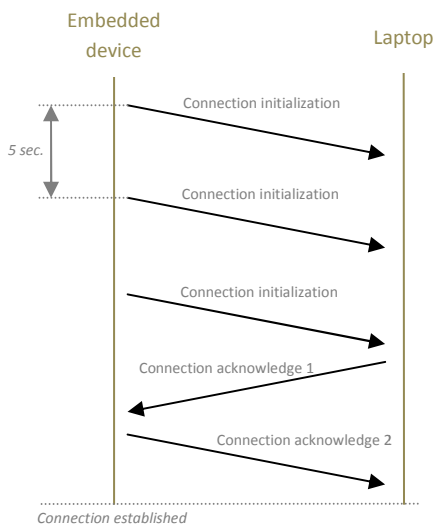 Embedded
device
Laptop
Connection initialization
5 sec.
Connection initialization
Connection initialization
Connection acknowledge 1
Connection acknowledge 2
Connection established